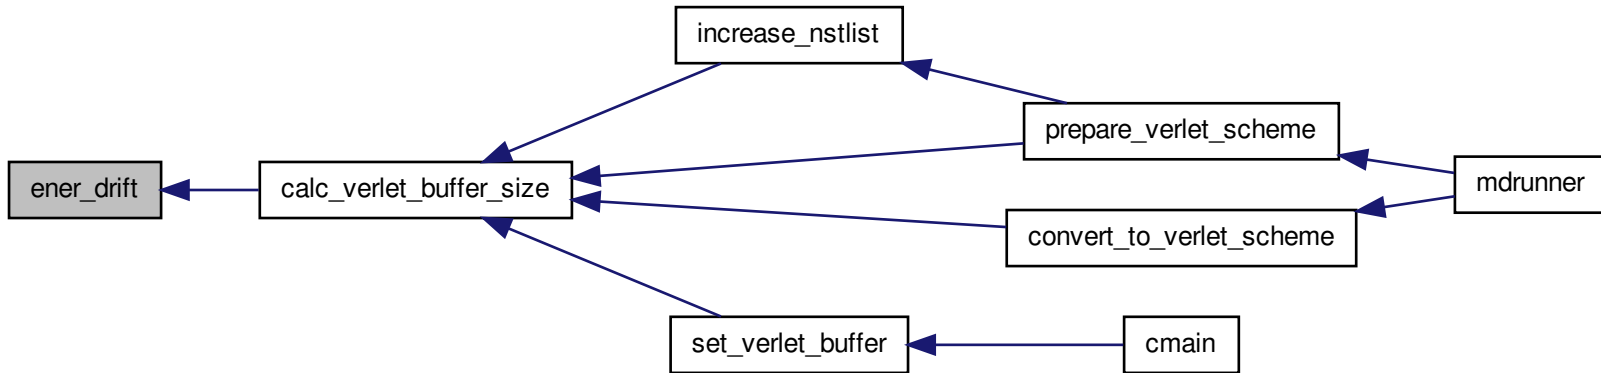 increase_nstlist
prepare_verlet_scheme
ener_drift
calc_verlet_buffer_size
mdrunner
convert_to_verlet_scheme
set_verlet_buffer
cmain